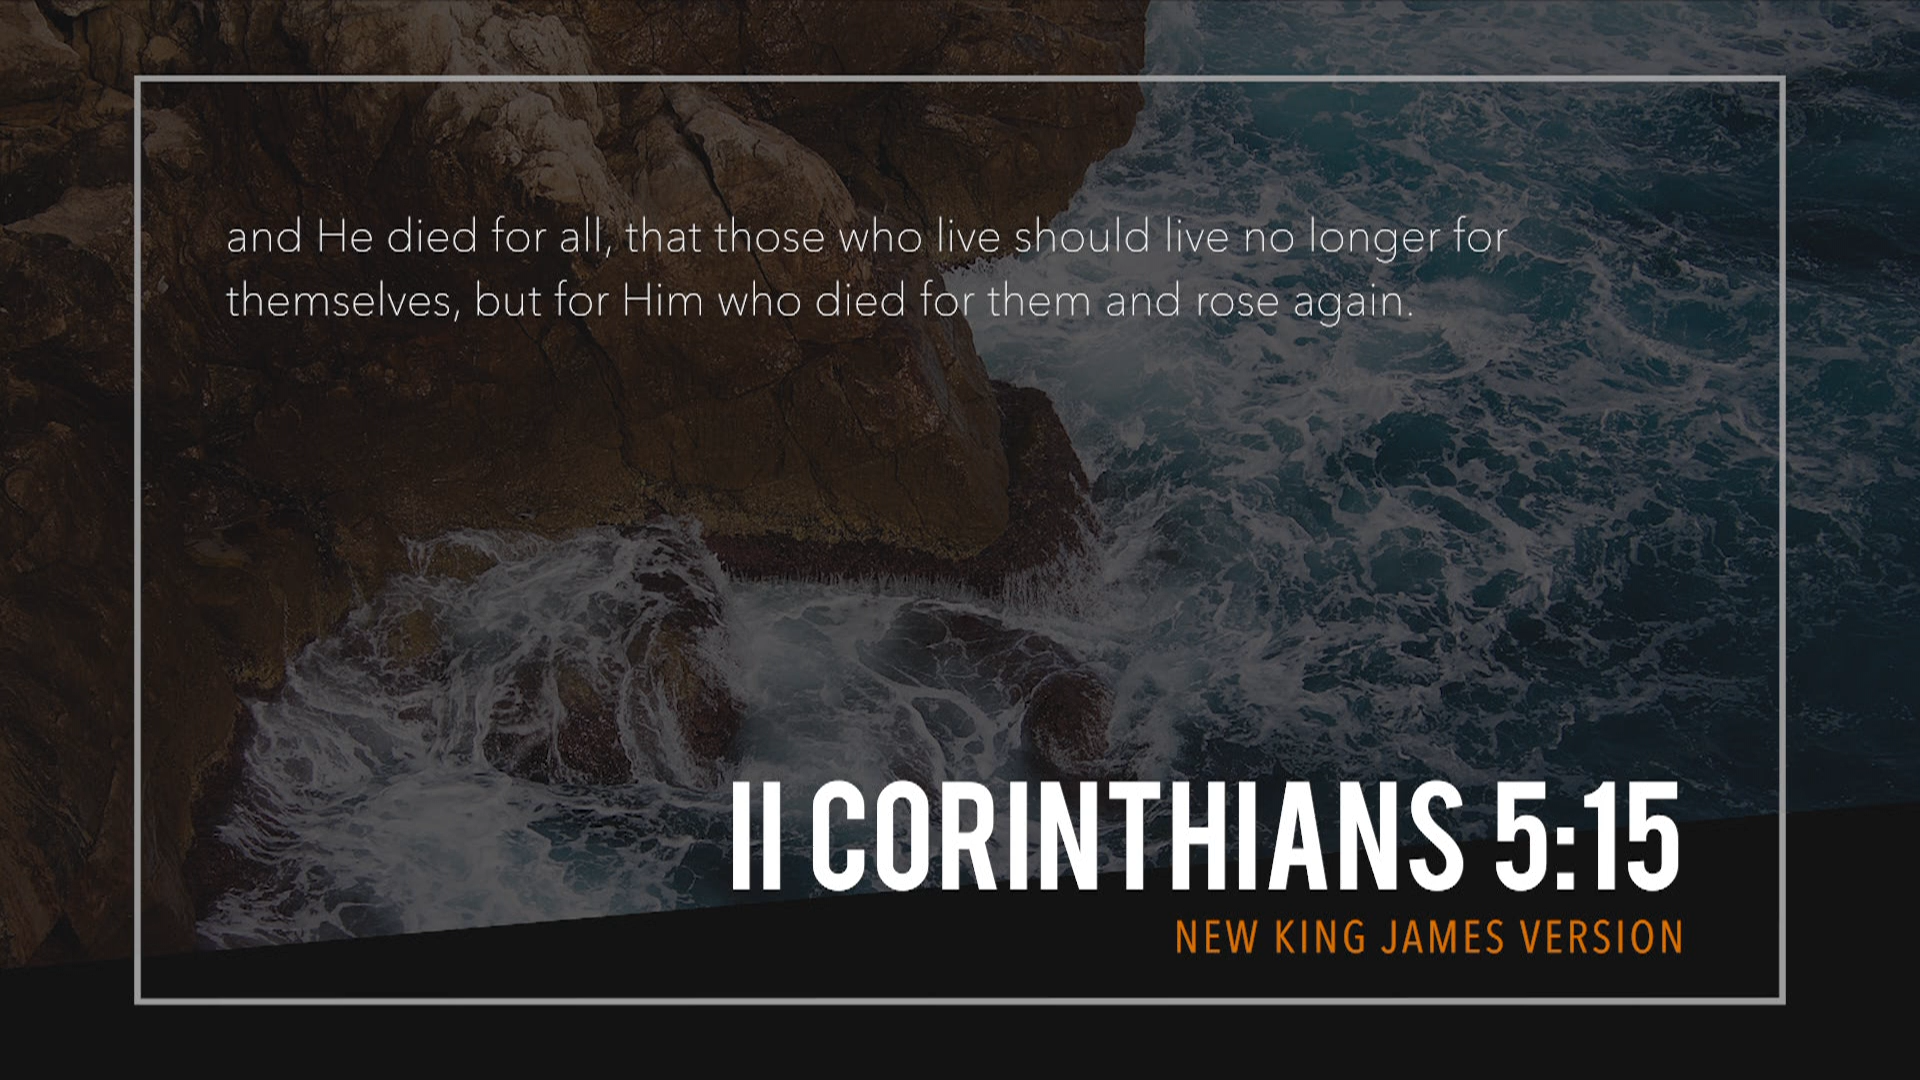 and He died for all, that those who live should live no longer for
themselves, but for Him who died for them and rose again.
II CORINTHIANS 5:15
NEW KING JAMES VERSION